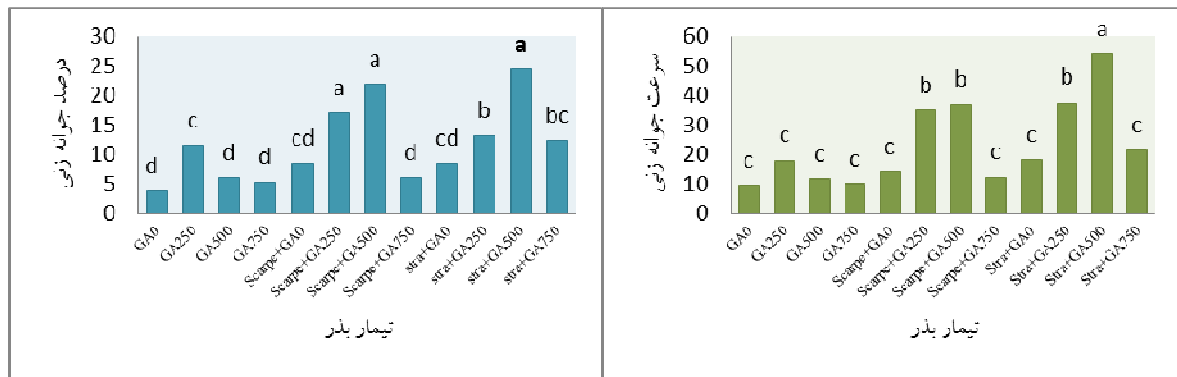 درصد جوانه زنی
30
25
20
15
10
5
0
d
c
d
d
cd
a
a
d
cd
b
a
bc
GA0
GA250
GA500
GA750
Scarpe+GA0
Scarpe+GA250
Scarpe+GA500
Scarpe+GA750
stra+GA0
stra+GA250
stra+GA500
stra+GA750
تیمار بذر
سرعت جوانه زنی
60
50
40
30
20
10
0
c
c
c
c
c
b
b
c
c
b
a
c
GA0
GA250
GA500
GA750
Scarpe+GA0
Scarpe+GA250
Scarpe+GA500
Scarpe+GA750
Stra+GA0
Stra+GA250
Stra+GA500
Stra+GA750
تیمار بذر